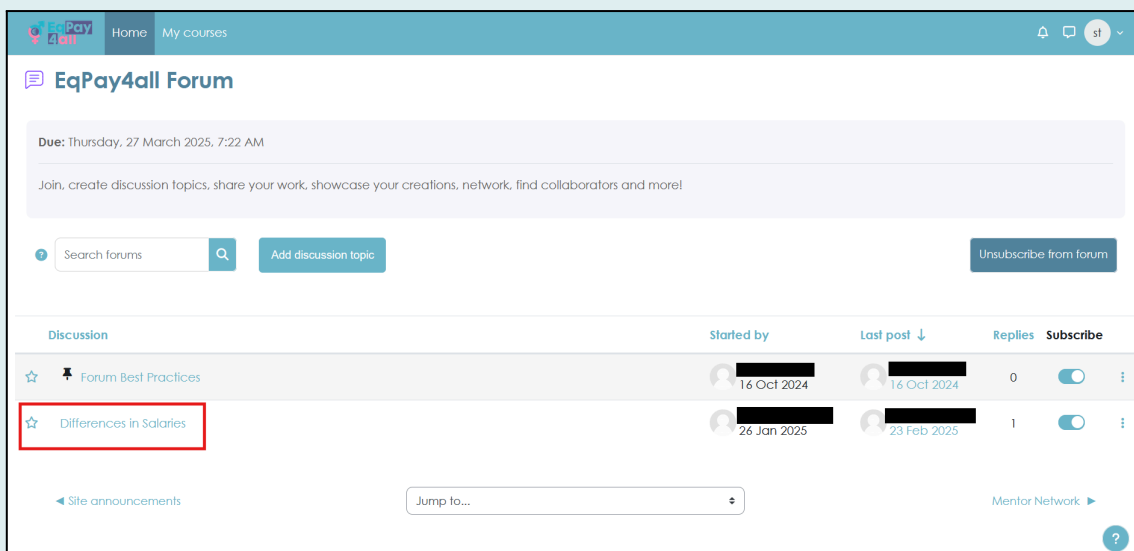 EqPay
4all
Home My courses st
EqPay4all Forum
Due: Thursday, 27 March 2025, 7:22 AM
Join, create discussion topics, share your work, showcase your creations, network, find collaborators and more!
? Search forums Add discussion topic Unsubscribe from forum
Discussion Started by Last post ↓ Replies Subscribe
Forum Best Practices 16 Oct 2024 16 Oct 2024 0
Differences in Salaries 26 Jan 2025 23 Feb 2025 1
◄ Site announcements Jump to... Mentor Network ►
?